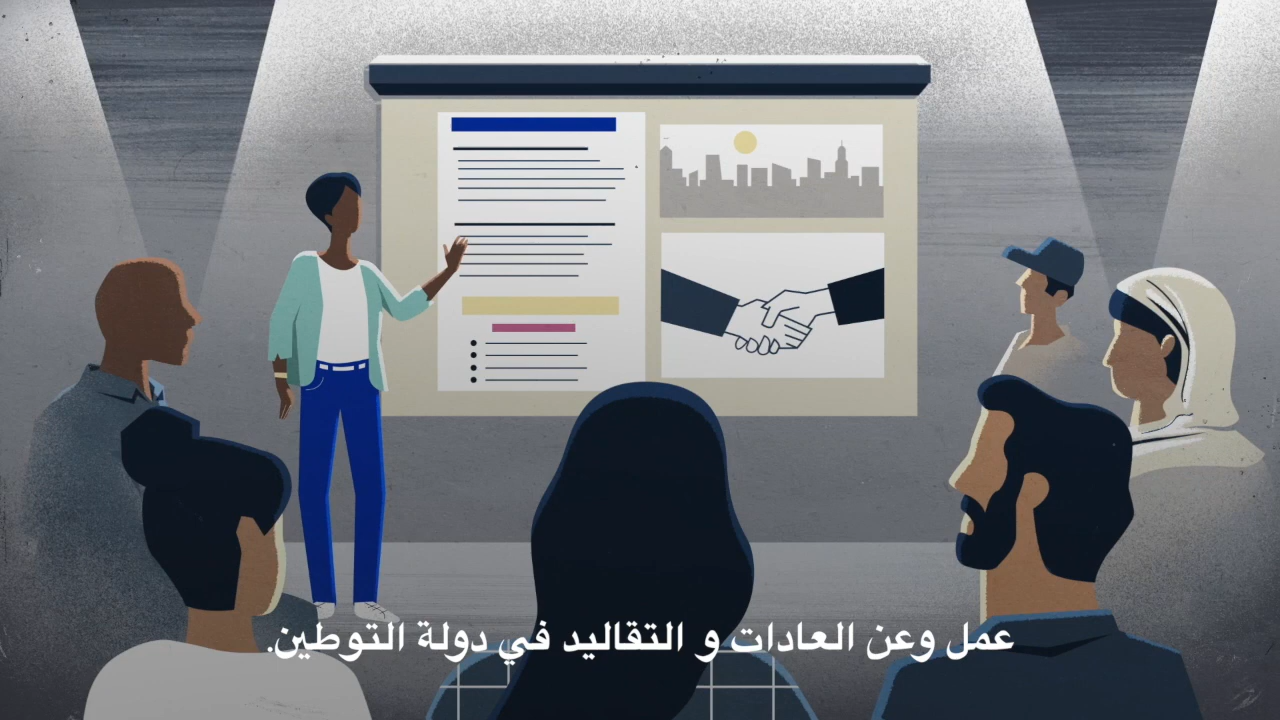 عمل وعن العادات و التقاليد في دولة التوطين.